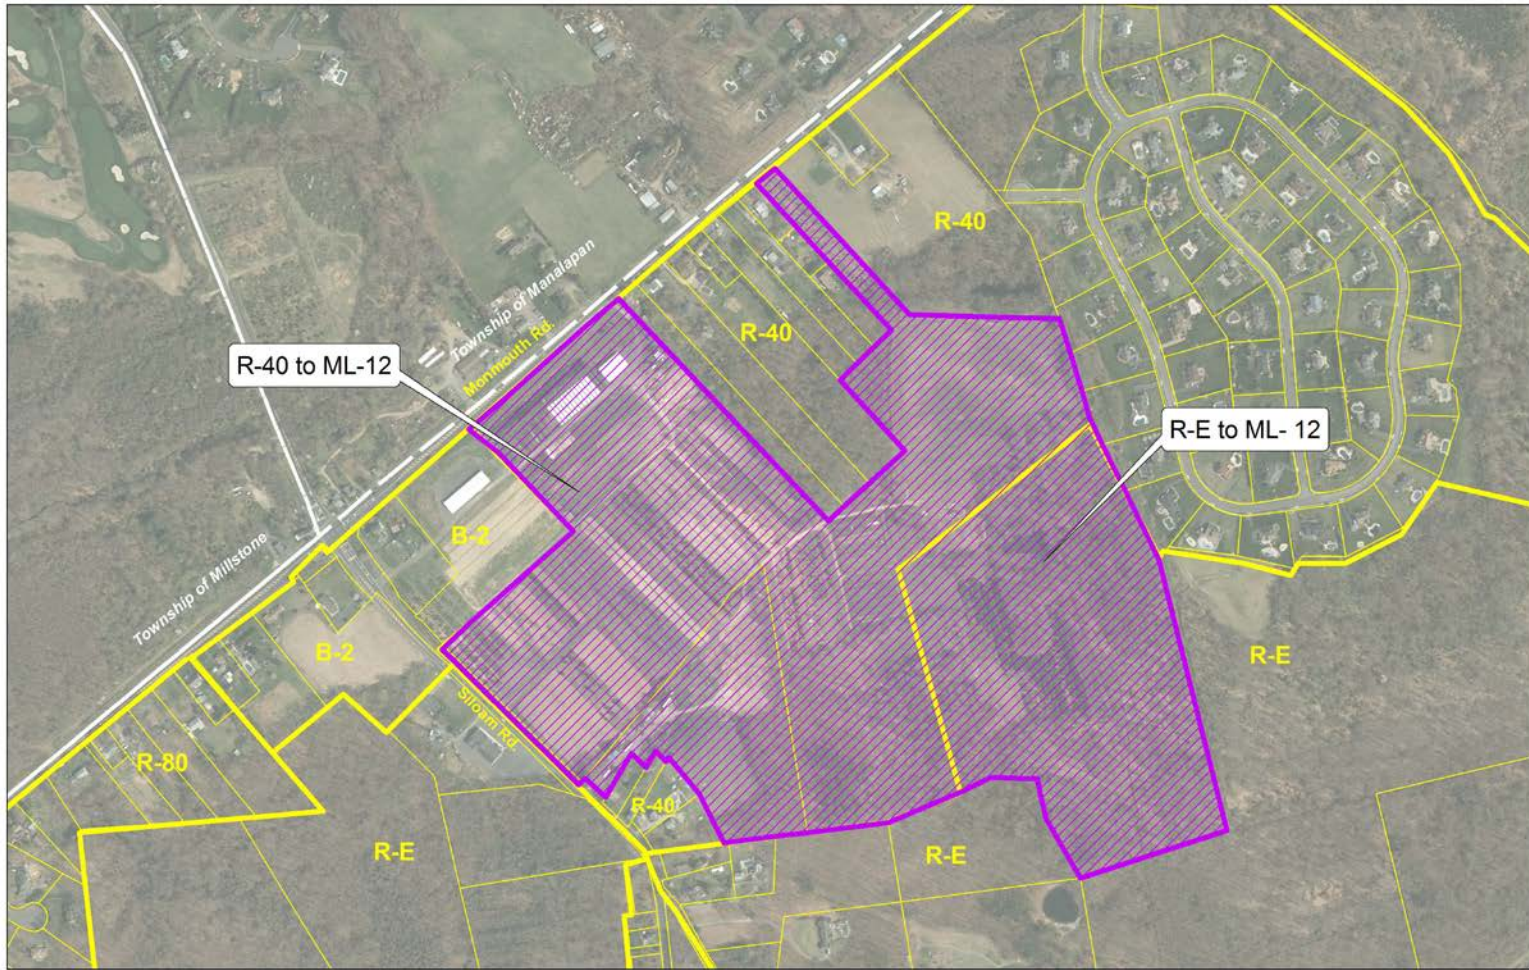 R-40
Township of Manalapan
Monmouth Rd.
R-40
R-40 to ML-12
R-E to ML- 12
B-2
Township of Millstone
B-2
R-E
Siloam Rd.
R-80
R-40
R-E
R-E